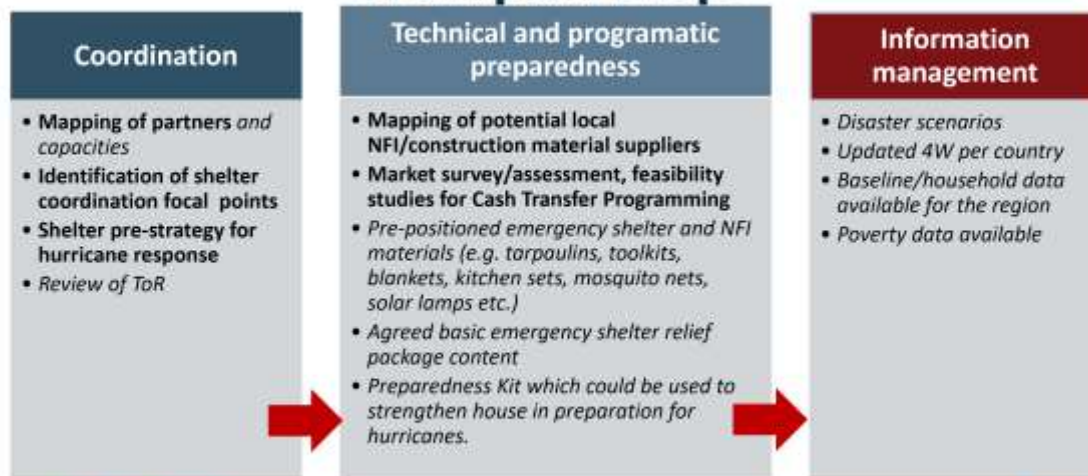 Coordination
• Mapping of partners and
capacities
• Identification of shelter
coordination focal points
• Shelter pre-strategy for
hurricane response
• Review of ToR
Technical and programatic
preparedness
• Mapping of potential local
NFI/construction material suppliers
• Market survey/assessment, feasibility
studies for Cash Transfer Programming
• Pre-positioned emergency shelter and NFI
materials (e.g. tarpaulins, toolkits,
blankets, kitchen sets, mosquito nets,
solar lamps etc.)
• Agreed basic emergency shelter relief
package content
• Preparedness Kit which could be used to
strengthen house in preparation for
hurricanes.
Information
management
• Disaster scenarios
• Updated 4W per country
• Baseline/household data
available for the region
• Poverty data available